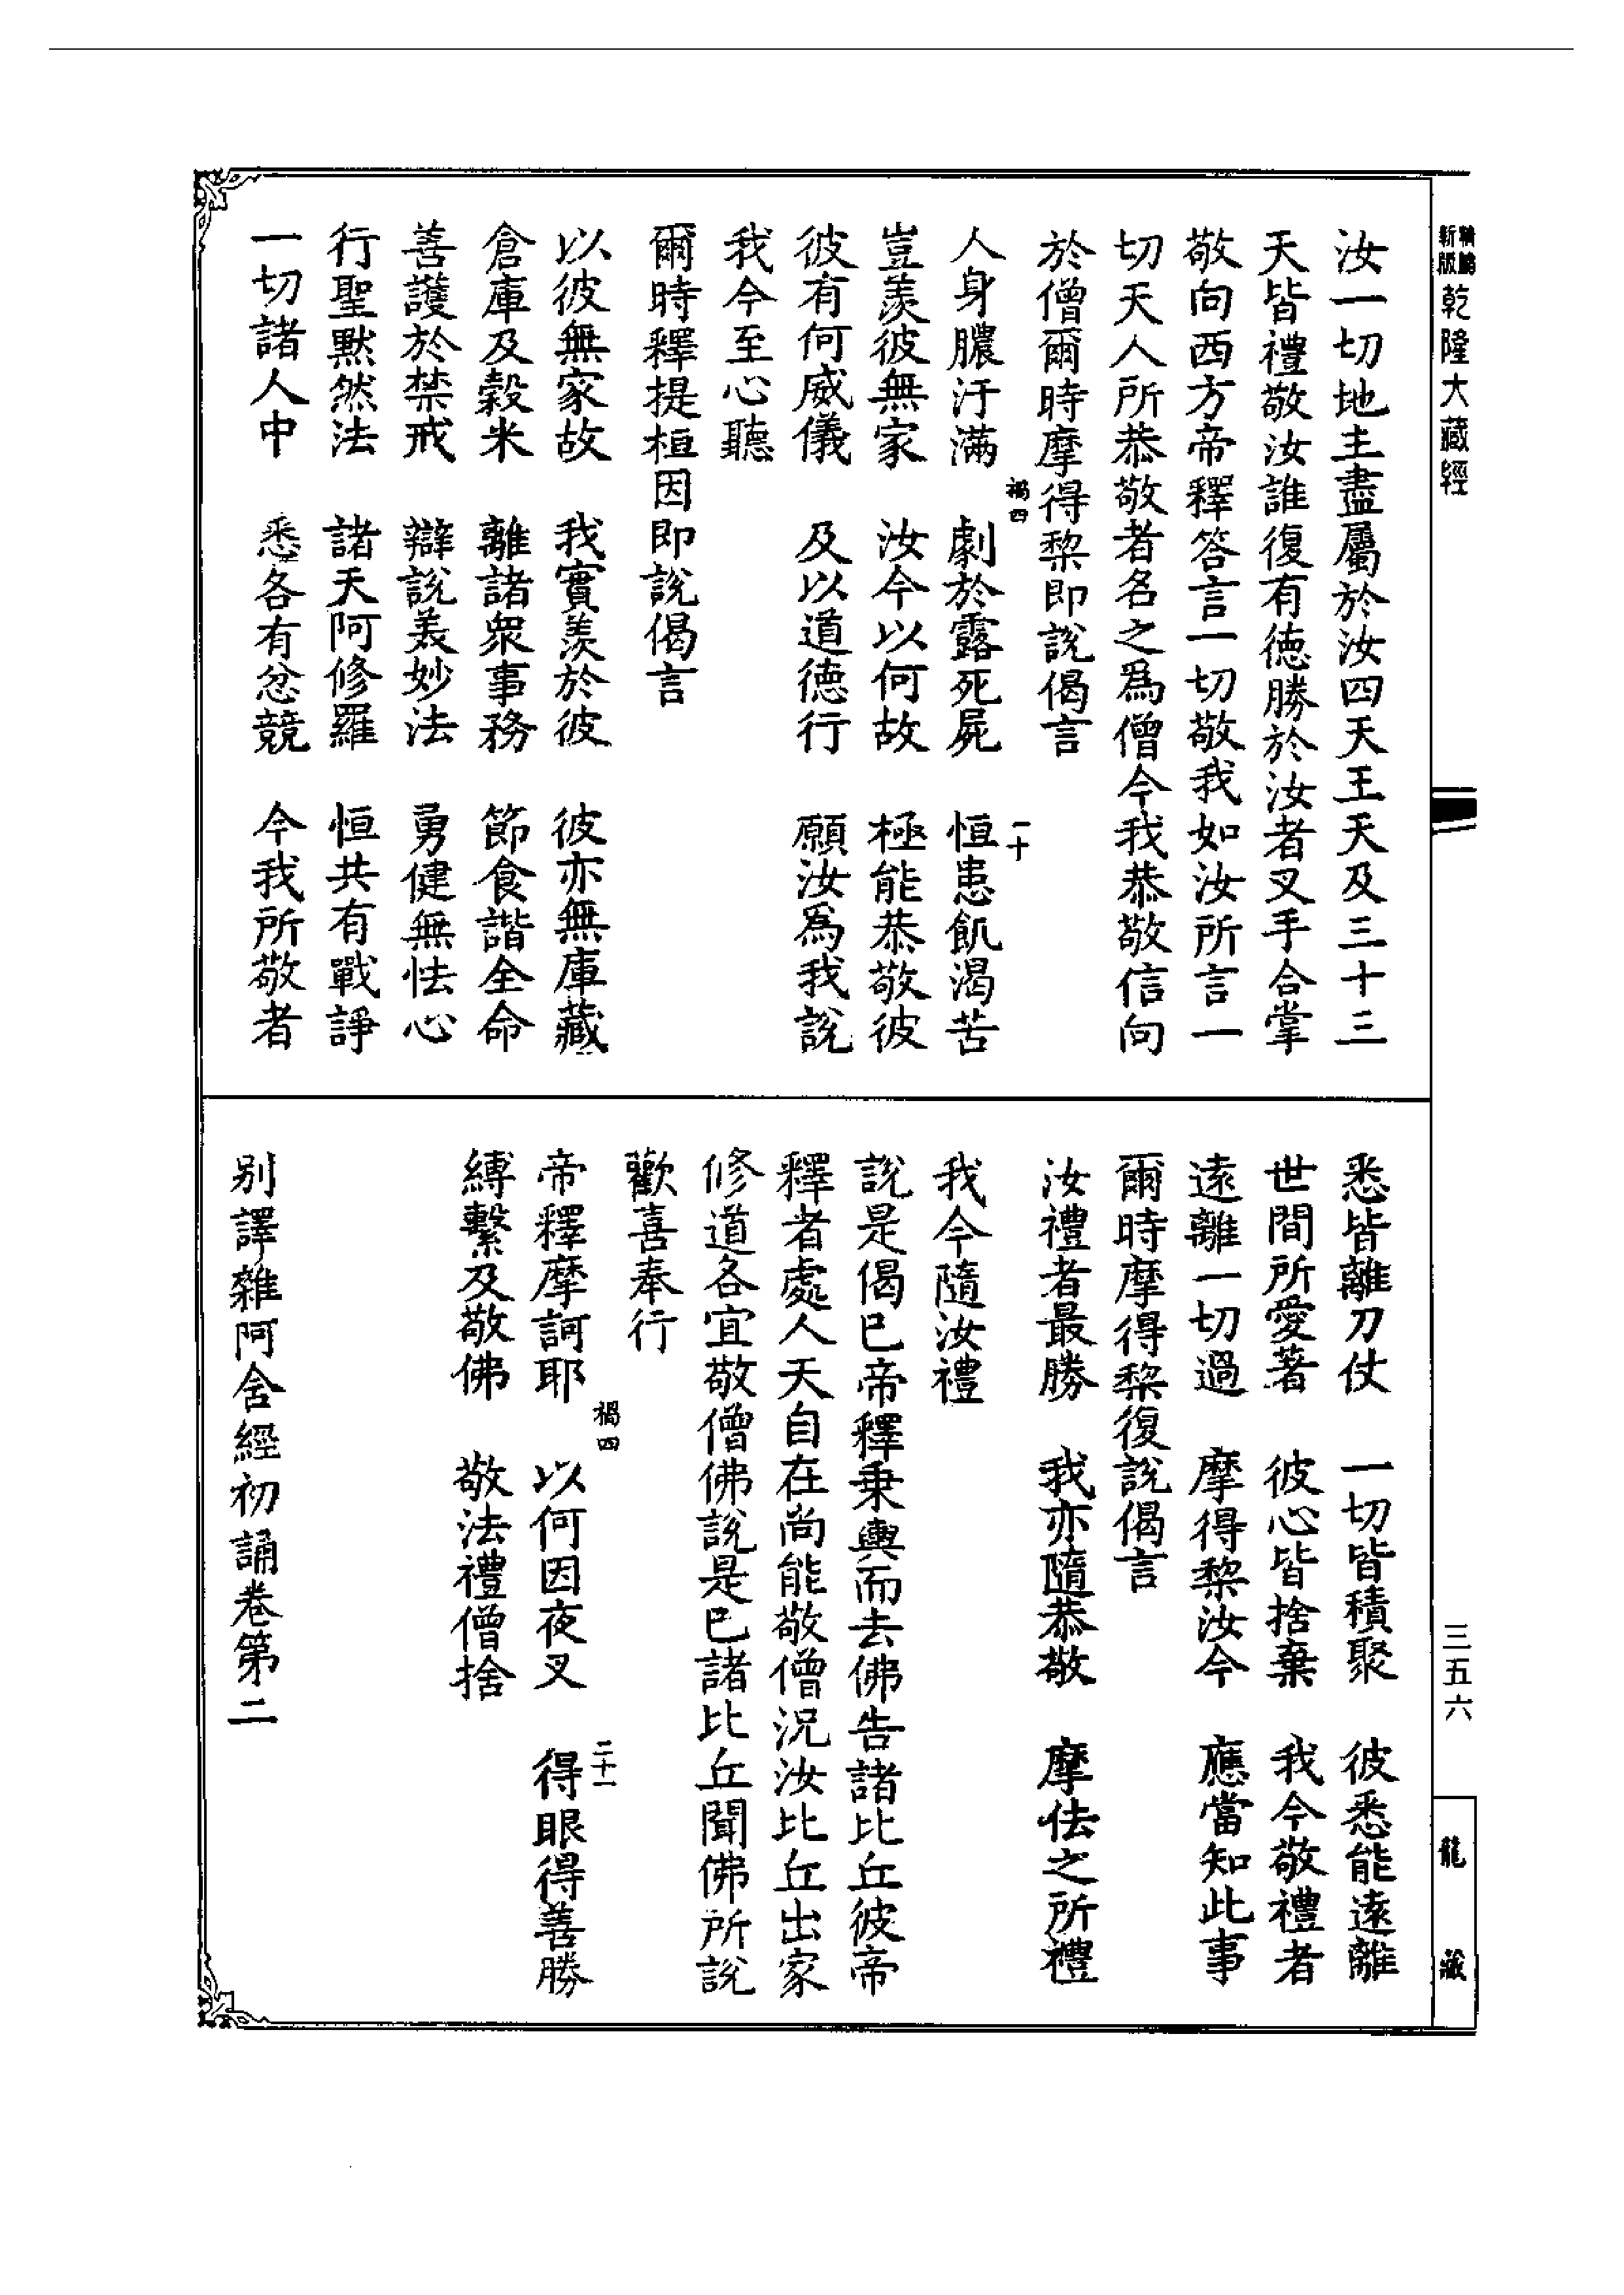 新版
乾隆大藏經
三五六
龍藏
汝一切地主盡屬於汝四天王天及三十三
天皆禮敬汝誰復有德勝於汝者叉手合掌
敬向西方帝釋答言一切敬我如汝所言一
切天人所恭敬者名之爲僧今我恭敬信向
於僧爾時摩得棃即說偈言
禍四
二十
人身膿汙滿　劇於露死屍　恒患飢渴苦
豈羨彼無家　汝今以何故　極能恭敬彼
彼有何威儀　及以道德行　願汝爲我說
我今至心聽
爾時釋提桓因即說偈言
以彼無家故　我實羨於彼　彼亦無庫藏
倉庫及穀米　離諸衆事務　節食諧全命
善護於禁戒　辯說美妙法　勇健無怯心
行聖默然法　諸天阿修羅　恒共有戰諍
一切諸人中　悉各有忿競　今我所敬者
悉皆離刀仗　一切皆積聚　彼悉能遠離
世間所愛著　彼心皆捨棄　我今敬禮者
遠離一切過　摩得棃汝今　應當知此事
爾時摩得棃復說偈言
汝禮者最勝　我亦隨恭敬　摩佉之所禮
我今隨汝禮
說是偈已帝釋乗輿而去佛告諸比丘彼帝
釋者處人天自在尚能敬僧況汝比丘出家
修道各宜敬僧佛說是已諸比丘聞佛所說
歡喜奉行
禍四
二十一
帝釋摩訶耶　以何因夜叉　得眼得善勝
縛繫及敬佛　敬法禮僧捨
别譯雜阿含經初誦卷第二